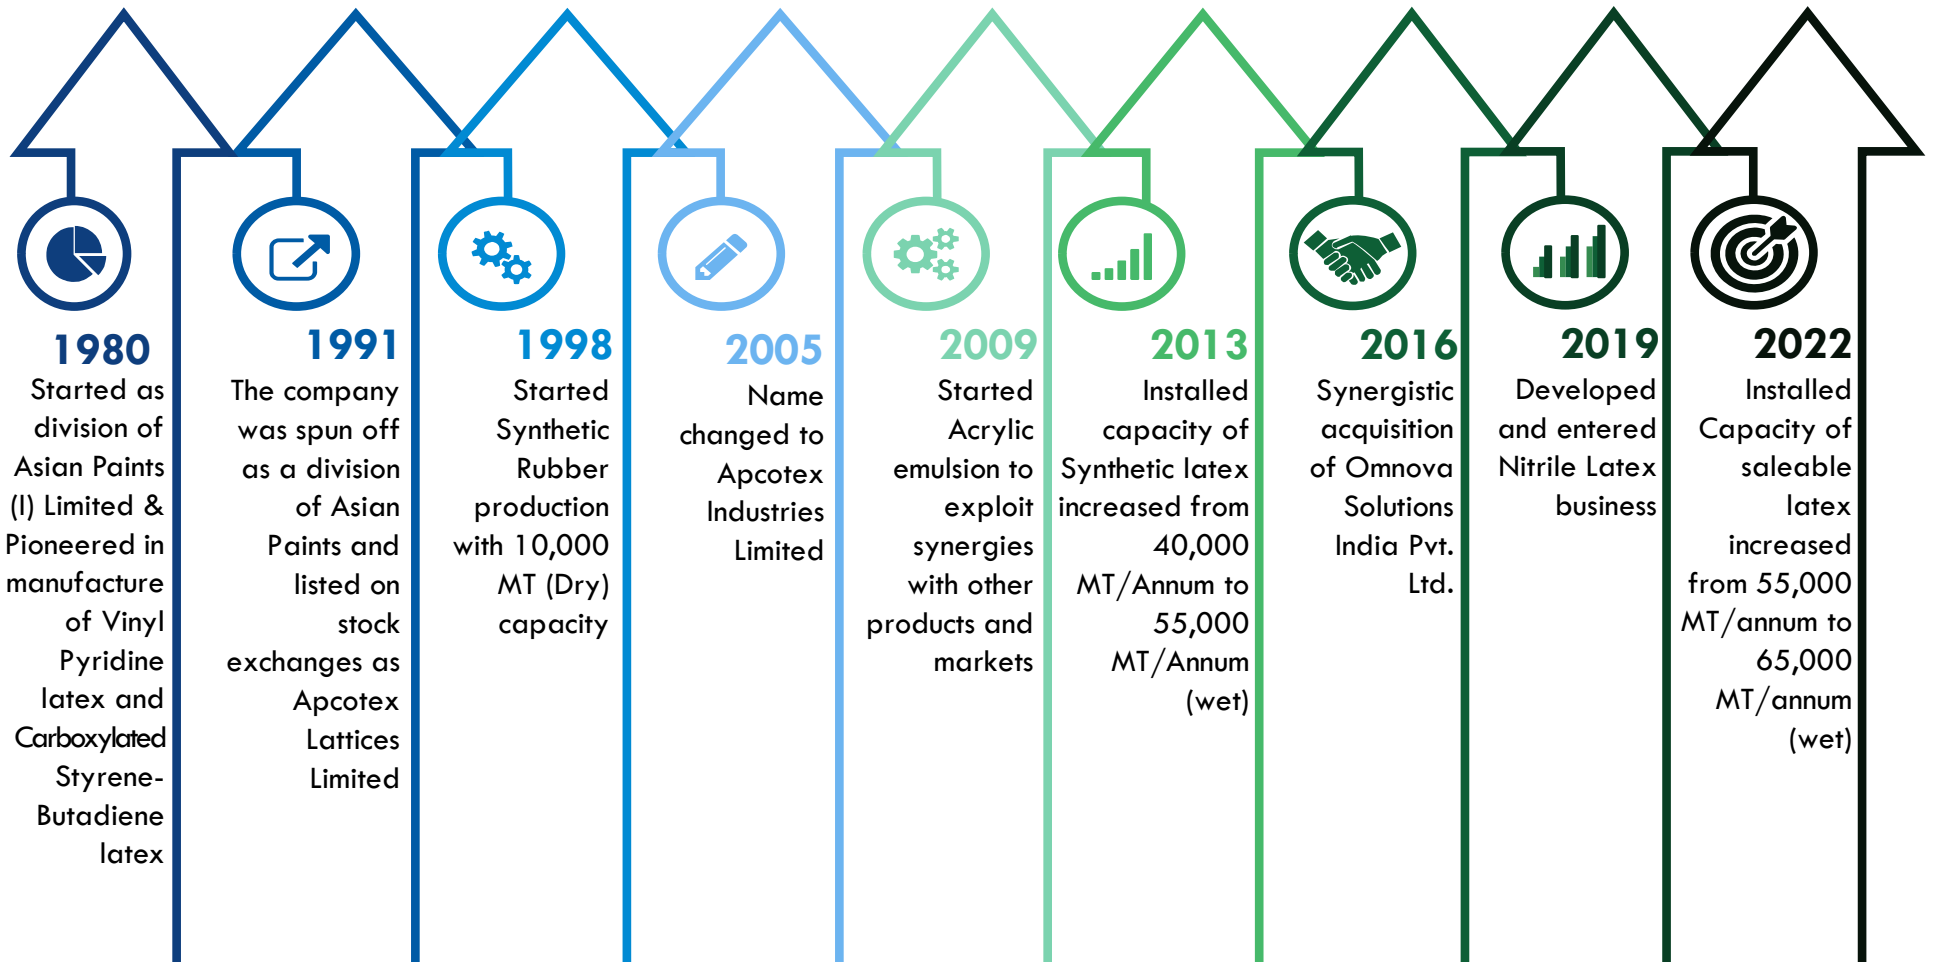 1980
Started as
division of
Asian Paints
(I) Limited &
Pioneered in
manufacture
of Vinyl
Pyridine
latex and
Carboxylated
Styrene-
Butadiene
latex
1991
The company
was spun off
as a division
of Asian
Paints and
listed on
stock
exchanges as
Apcotex
Lattices
Limited
1998
Started
Synthetic
Rubber
production
with 10,000
MT (Dry)
capacity
2005
Name
changed to
Apcotex
Industries
Limited
2009
Started
Acrylic
emulsion to
exploit
synergies
with other
products and
markets
2013
Installed
capacity of
Synthetic latex
increased from
40,000
MT/Annum to
55,000
MT/Annum
(wet)
2016
Synergistic
acquisition
of Omnova
Solutions
India Pvt.
Ltd.
2019
Developed
and entered
Nitrile Latex
business
2022
Installed
Capacity of
saleable
latex
increased
from 55,000
MT/annum to
65,000
MT/annum
(wet)